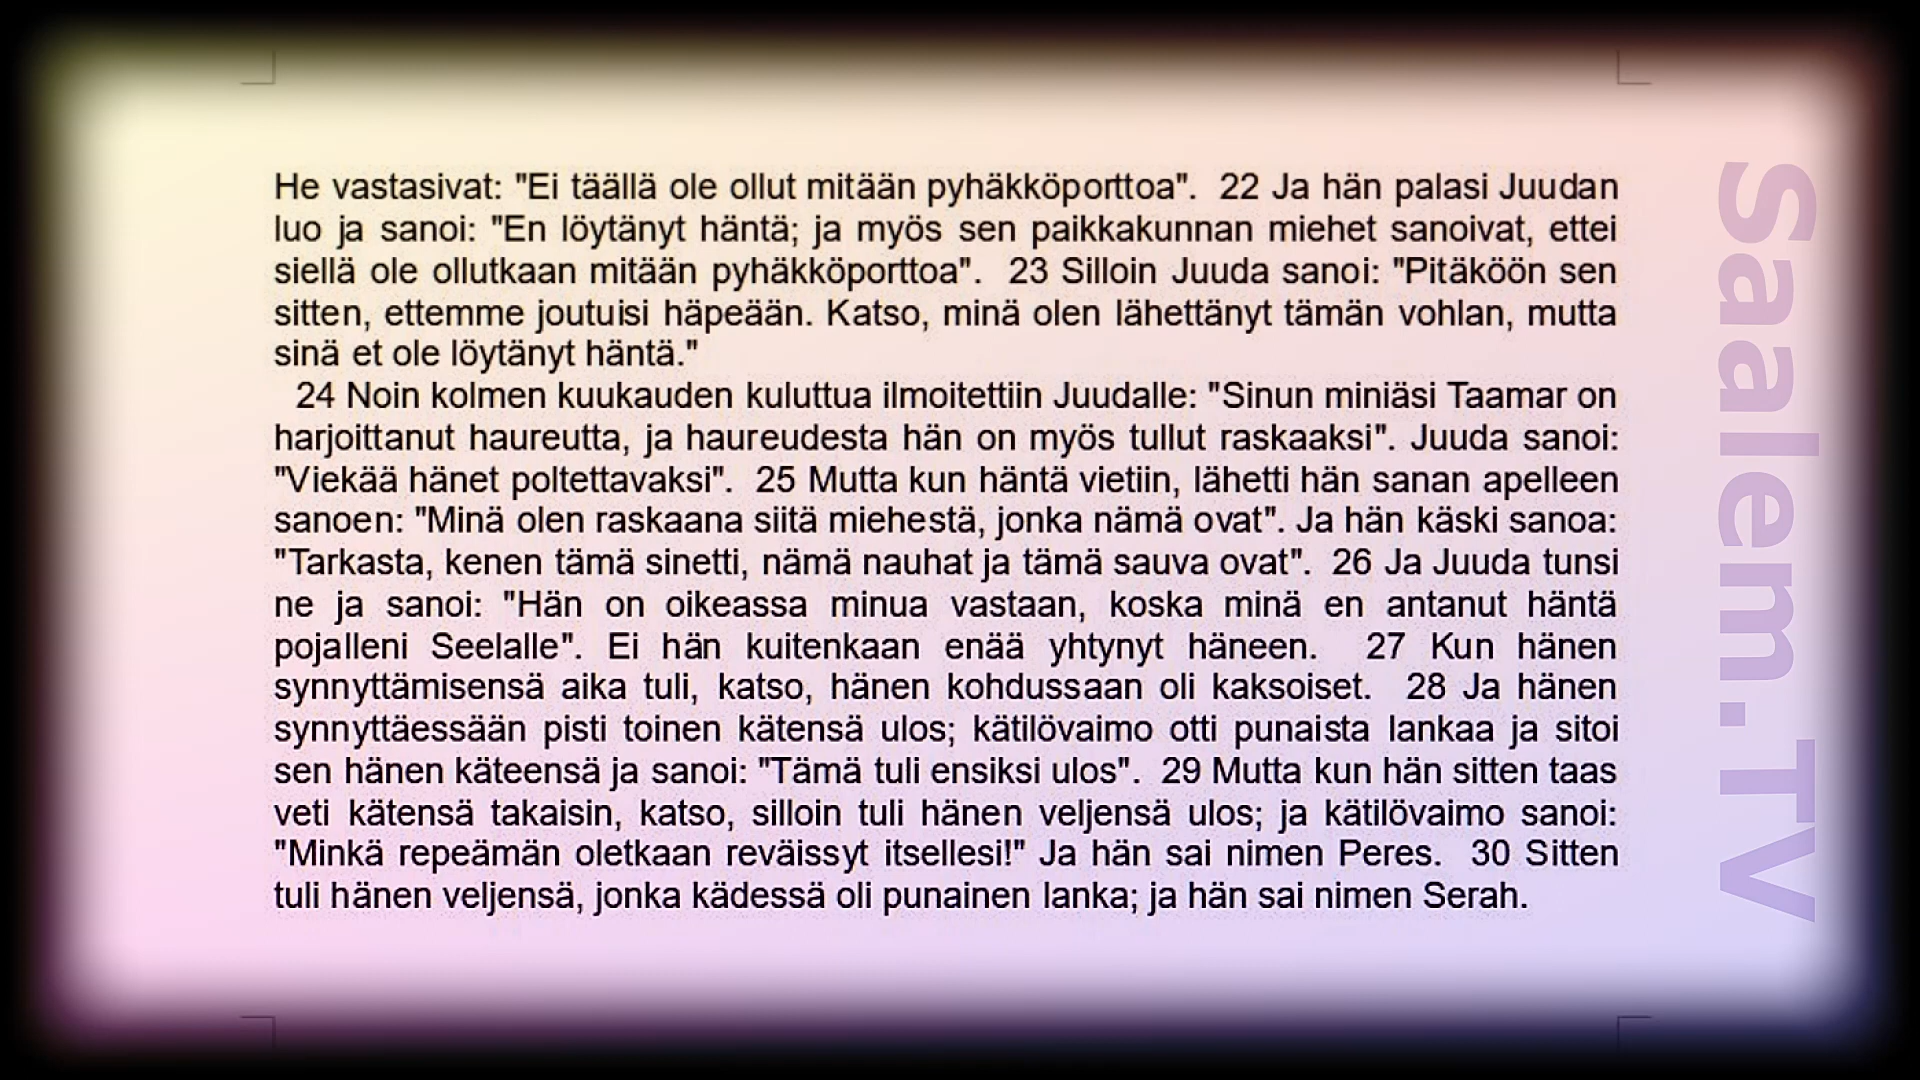 He vastasivat: "Ei täällä ole ollut mitään pyhäkköporttoa".  22 Ja hän palasi Juudan
luo ja sanoi: "En löytänyt häntä; ja myös sen paikkakunnan miehet sanoivat, ettei
siellä ole ollutkaan mitään pyhäkköporttoa".  23 Silloin Juuda sanoi: "Pitäköön sen
sitten, ettemme joutuisi häpeään. Katso, minä olen lähettänyt tämän vohlan, mutta
sinä et ole löytänyt häntä."
24 Noin kolmen kuukauden kuluttua ilmoitettiin Juudalle: "Sinun miniäsi Taamar on
harjoittanut haureutta, ja haureudesta hän on myös tullut raskaaksi". Juuda sanoi:
"Viekää hänet poltettavaksi".  25 Mutta kun häntä vietiin, lähetti hän sanan apelleen
sanoen: "Minä olen raskaana siitä miehestä, jonka nämä ovat". Ja hän käski sanoa:
"Tarkasta, kenen tämä sinetti, nämä nauhat ja tämä sauva ovat".  26 Ja Juuda tunsi
ne ja sanoi: "Hän on oikeassa minua vastaan, koska minä en antanut häntä
pojalleni Seelalle". Ei hän kuitenkaan enää yhtynyt häneen.  27 Kun hänen
synnyttämisensä aika tuli, katso, hänen kohdussaan oli kaksoiset.  28 Ja hänen
synnyttäessään pisti toinen kätensä ulos; kätilövaimo otti punaista lankaa ja sitoi
sen hänen käteensä ja sanoi: "Tämä tuli ensiksi ulos".  29 Mutta kun hän sitten taas
veti kätensä takaisin, katso, silloin tuli hänen veljensä ulos; ja kätilövaimo sanoi:
"Minkä repeämän oletkaan reväissyt itsellesi!" Ja hän sai nimen Peres.  30 Sitten
tuli hänen veljensä, jonka kädessä oli punainen lanka; ja hän sai nimen Serah.
Saalem.TV